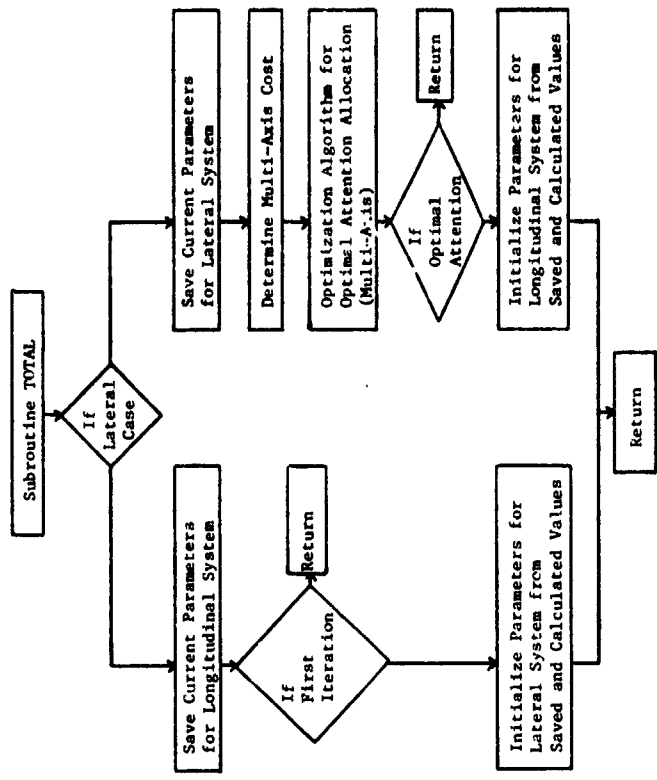 Subroutine TOTAL
If
Lateral
Case
Save Current Parameters
for Longitudinal System
If
First
Iteration
Return
Initialize Parameters for
Lateral System from
Saved and Calculated Values
Save Current Parameters
for Lateral System
Determine Multi-Axis Cost
Optimization Algorithm for
Optimal Attention Allocation
(Multi-A.is)
If
Optimal
Attention
Return
Initialize Parameters for
Longitudinal System from
Saved and Calculated Values
Return